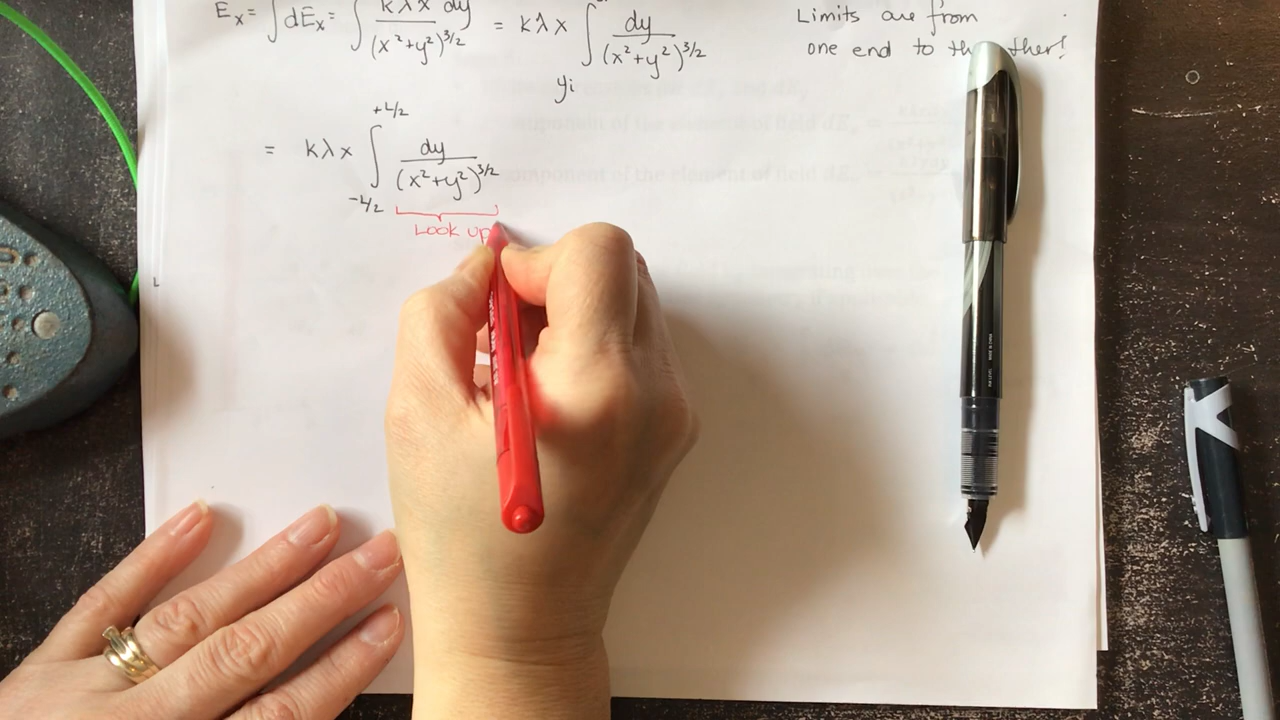 Ex = ∫dEx = ∫ kλx dy / (x²+y²)^3/2 = kλx ∫ dy / (x²+y²)^3/2
yi
Limits are from
one end to the other!
= kλx ∫ dy / (x²+y²)^3/2
+L/2
-L/2
Look up